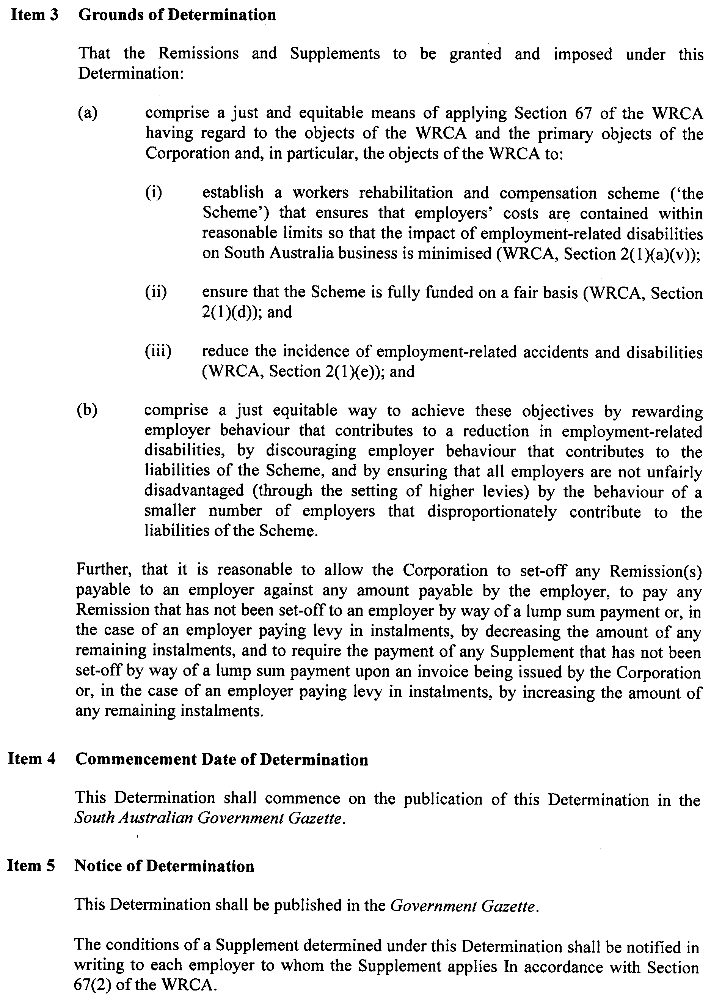 Item 3 Grounds of Determination
That the Remissions and Supplements to be granted and imposed under this
Determination:
(a) comprise a just and equitable means of applying Section 67 of the WRCA
having regard to the objects of the WRCA and the primary objects of the
Corporation and, in particular, the objects of the WRCA to:
(i) establish a workers rehabilitation and compensation scheme (‘the
Scheme’) that ensures that employers’ costs are contained within
reasonable limits so that the impact of employment-related disabilities
on South Australia business is minimised (WRCA, Section 2(1)(a)(v));
(ii) ensure that the Scheme is fully funded on a fair basis (WRCA, Section
2(1)(d)); and
(iii) reduce the incidence of employment-related accidents and disabilities
(WRCA, Section 2(1)(e)); and
(b) comprise a just equitable way to achieve these objectives by rewarding
employer behaviour that contributes to a reduction in employment-related
disabilities, by discouraging employer behaviour that contributes to the
liabilities of the Scheme, and by ensuring that all employers are not unfairly
disadvantaged (through the setting of higher levies) by the behaviour of a
smaller number of employers that disproportionately contribute to the
liabilities of the Scheme.
Further, that it is reasonable to allow the Corporation to set-off any Remission(s)
payable to an employer against any amount payable by the employer, to pay any
Remission that has not been set-off to an employer by way of a lump sum payment or, in
the case of an employer paying levy in instalments, by decreasing the amount of any
remaining instalments, and to require the payment of any Supplement that has not been
set-off by way of a lump sum payment upon an invoice being issued by the Corporation
or, in the case of an employer paying levy in instalments, by increasing the amount of
any remaining instalments.
Item 4 Commencement Date of Determination
This Determination shall commence on the publication of this Determination in the
South Australian Government Gazette.
Item 5 Notice of Determination
This Determination shall be published in the Government Gazette.
The conditions of a Supplement determined under this Determination shall be notified in
writing to each employer to whom the Supplement applies In accordance with Section
67(2) of the WRCA.